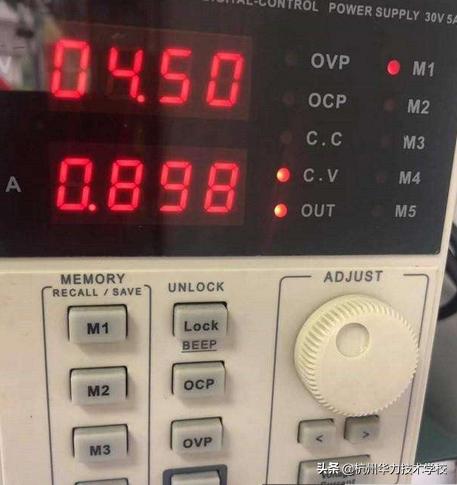 DIGITAL-CONTROL POWER SUPPLY 30V 5A
V 04.50
OVP M1
OCP M2
C.C M3
A 0.898
C.V M4
OUT M5
MEMORY
RECALL / SAVE
UNLOCK
ADJUST
M1
Lock
BEEP
M2
OCP
M3
OVP
< >
头条 @杭州华力技术学校